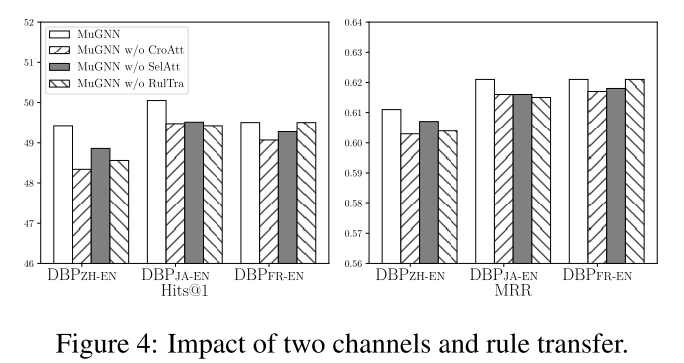 52
51
50
49
48
47
46
MuGNN
MuGNN w/o CroAtt
MuGNN w/o SelAtt
MuGNN w/o RulTra
DBPZH-EN DBPJA-EN DBPFR-EN
Hits@1
0.64
0.63
0.62
0.61
0.60
0.59
0.58
0.57
0.56
DBPZH-EN DBPJA-EN DBPFR-EN
MRR
Figure 4: Impact of two channels and rule transfer.